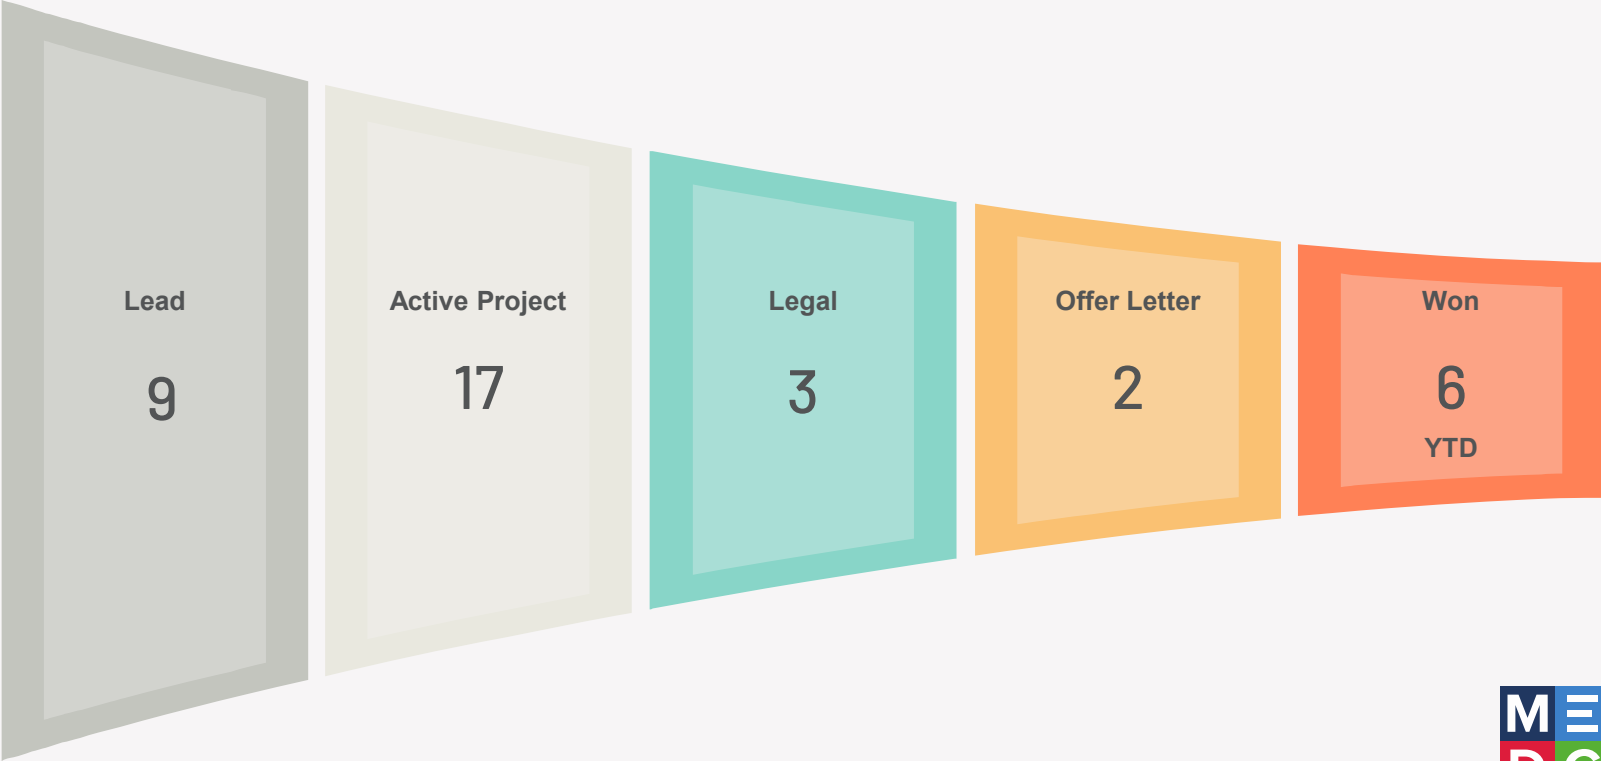 Lead
9
Active Project
17
Legal
3
Offer Letter
2
Won
6
YTD
ME